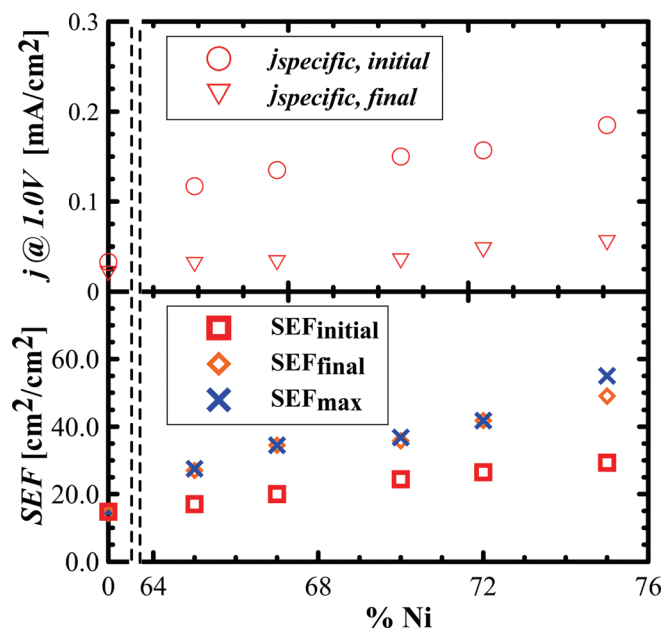 0.3
0.2
0.1
0
j @ 1.0V [mA/cm²]
jspecific, initial
jspecific, final
60.0
40.0
20.0
0.0
SEF [cm²/cm²]
SEFinitial
SEFfinal
SEFmax
0 64 68 72 76
% Ni